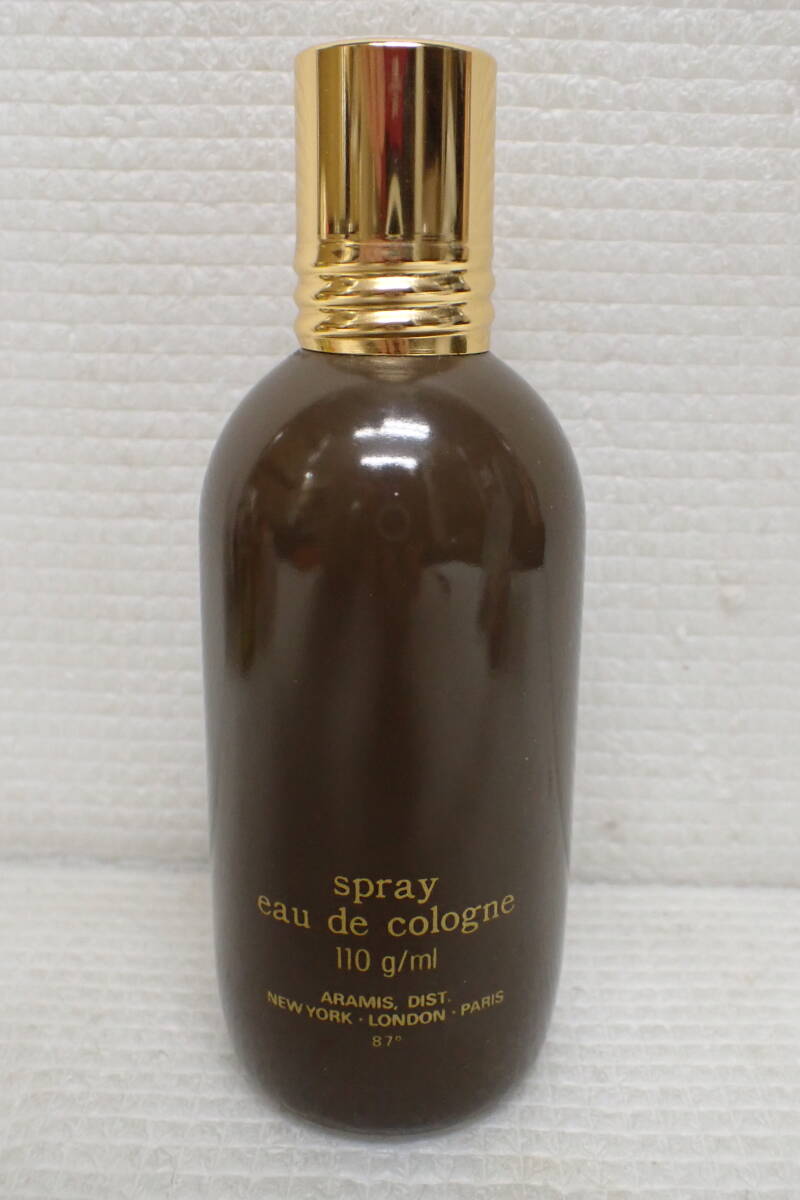 spray
eau de cologne
110 g/ml
ARAMIS, DIST.
NEW YORK · LONDON · PARIS
87°